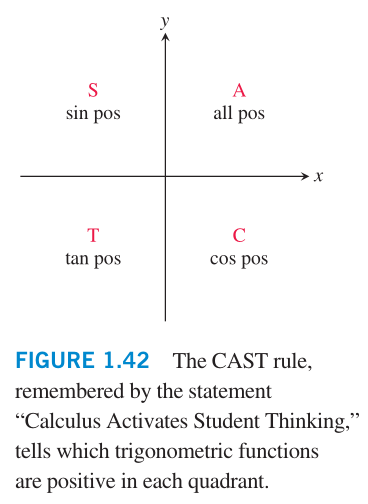 y
S A
sin pos all pos
x
T C
tan pos cos pos
FIGURE 1.42 The CAST rule,
remembered by the statement
“Calculus Activates Student Thinking,”
tells which trigonometric functions
are positive in each quadrant.